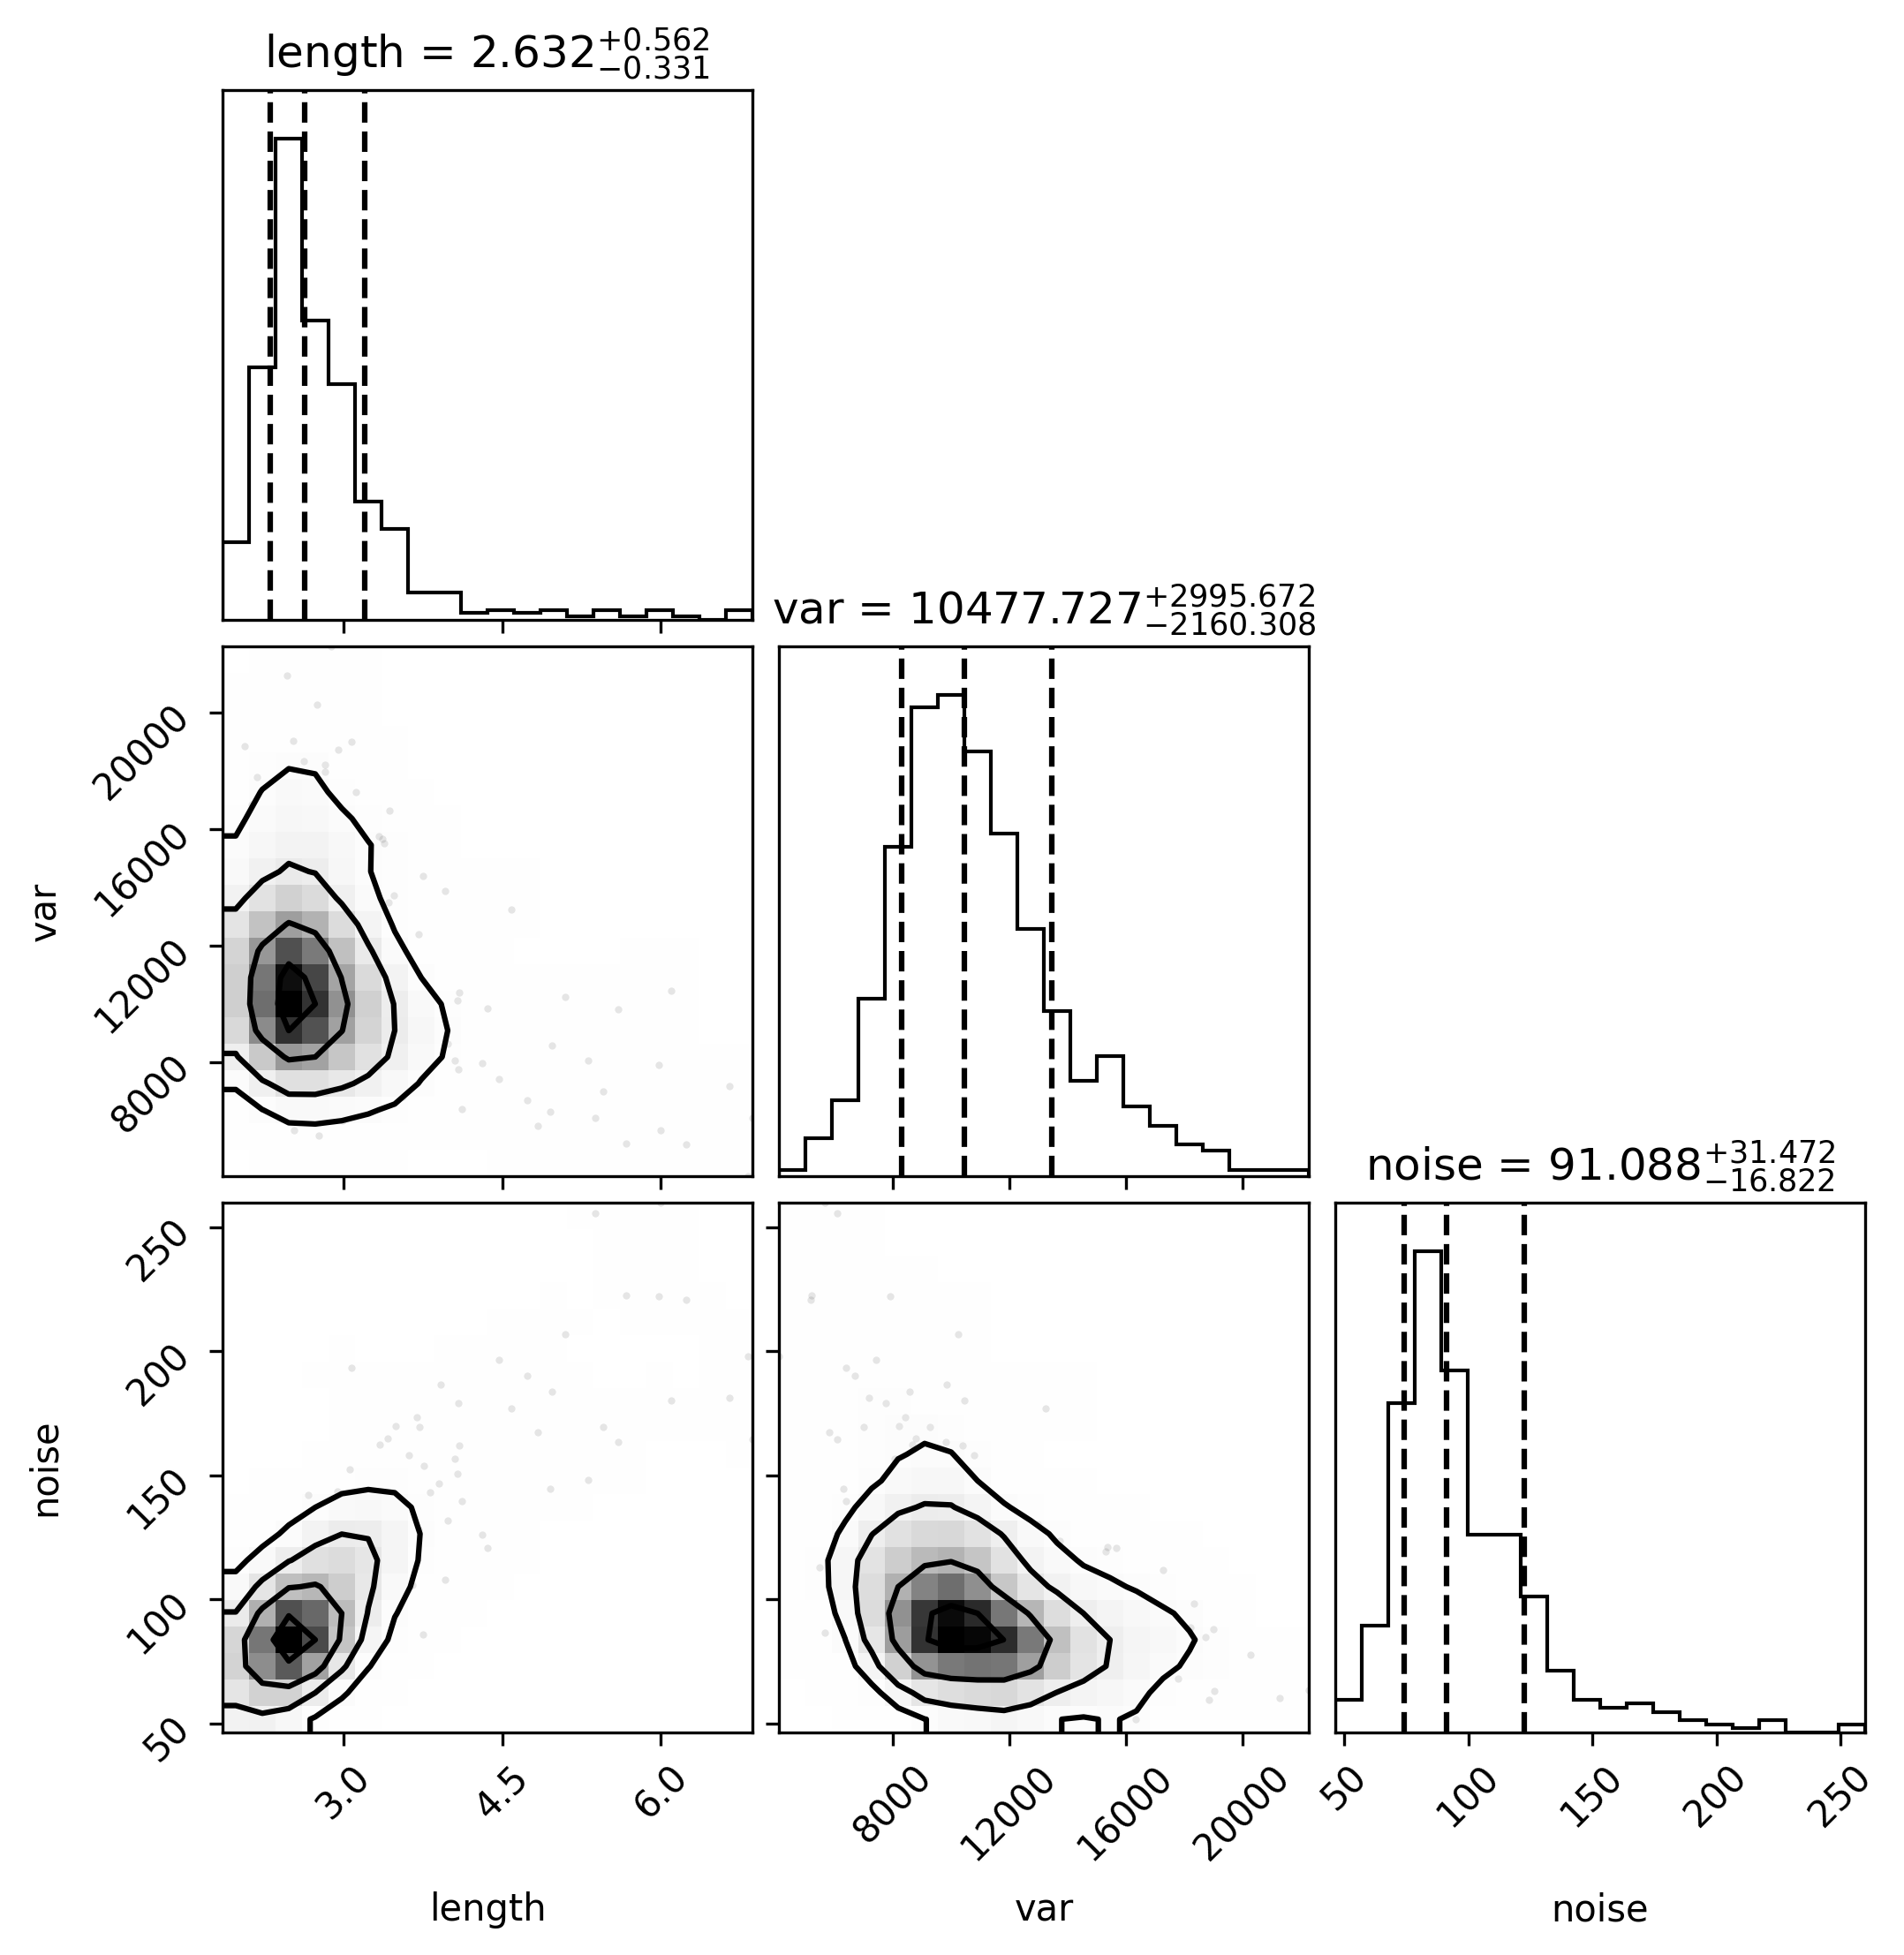 length = 2.632+0.562−0.331
var = 10477.727+2995.672−2160.308
20000
16000
12000
8000
var
noise = 91.088+31.472−16.822
250
200
150
100
50
noise
3.0 4.5 6.0
8000 12000 16000 20000
50 100 150 200 250
length
var
noise